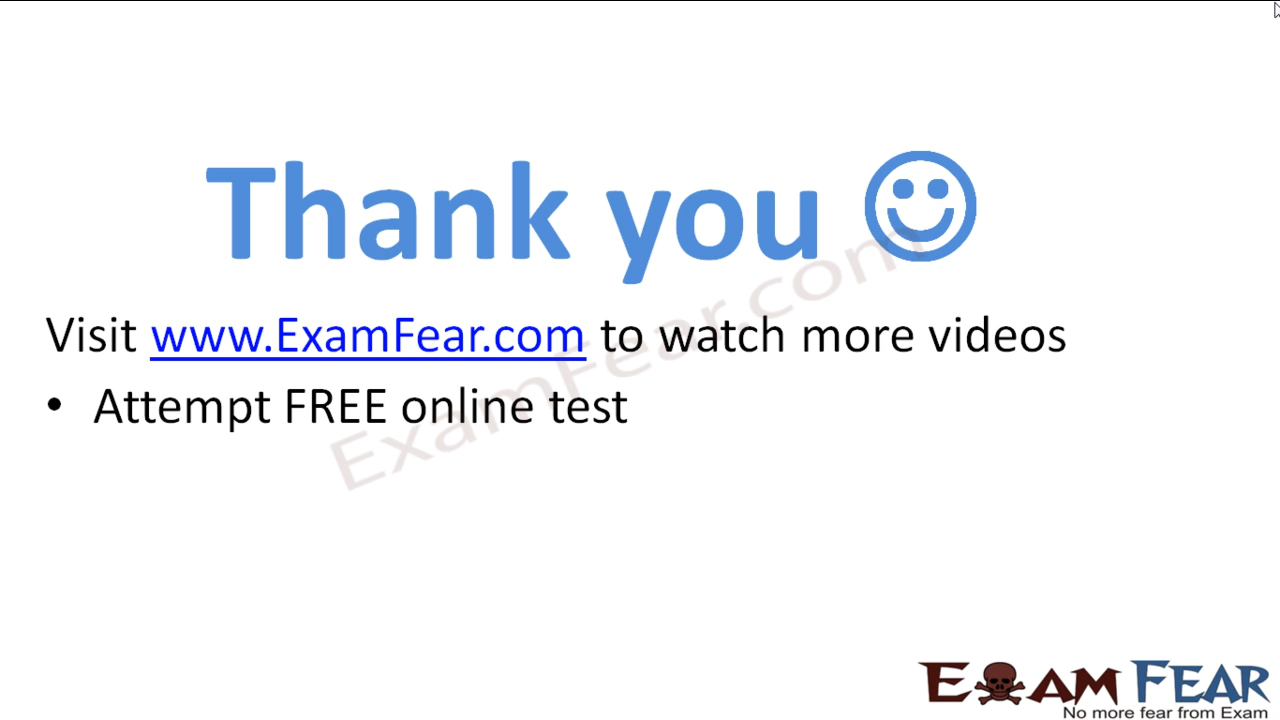 Thank you ☺
Visit www.ExamFear.com to watch more videos
• Attempt FREE online test
ExamFear.com
EXAM FEAR
No more fear from Exam